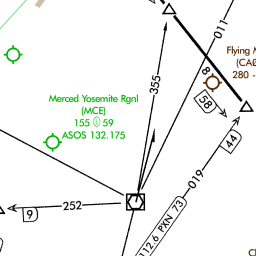 011
Flying M
(CA0
280 -
8
355
58
Merced Yosemite Rgnl
(MCE)
155 59
ASOS 132.175
44
019
252
9
112.6 PXN 73